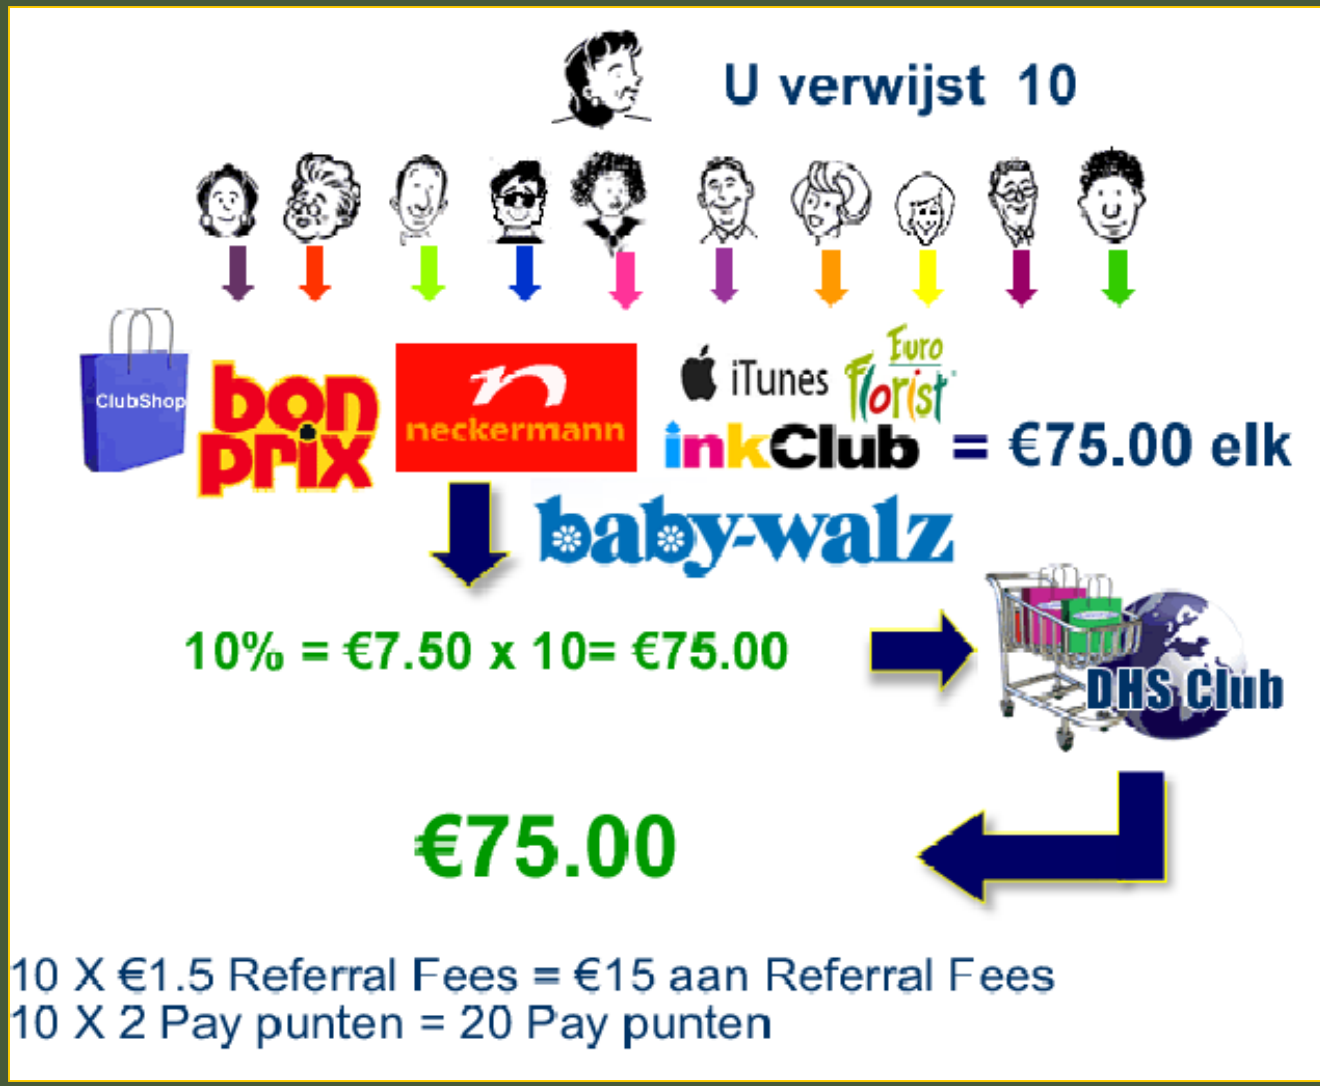 U verwijst 10
ClubShop
bon prix
neckermann
iTunes
Euro Florist
inkClub
= €75.00 elk
baby-walz
10% = €7.50 x 10= €75.00
DHS Club
€75.00
10 X €1.5 Referral Fees = €15 aan Referral Fees
10 X 2 Pay punten = 20 Pay punten